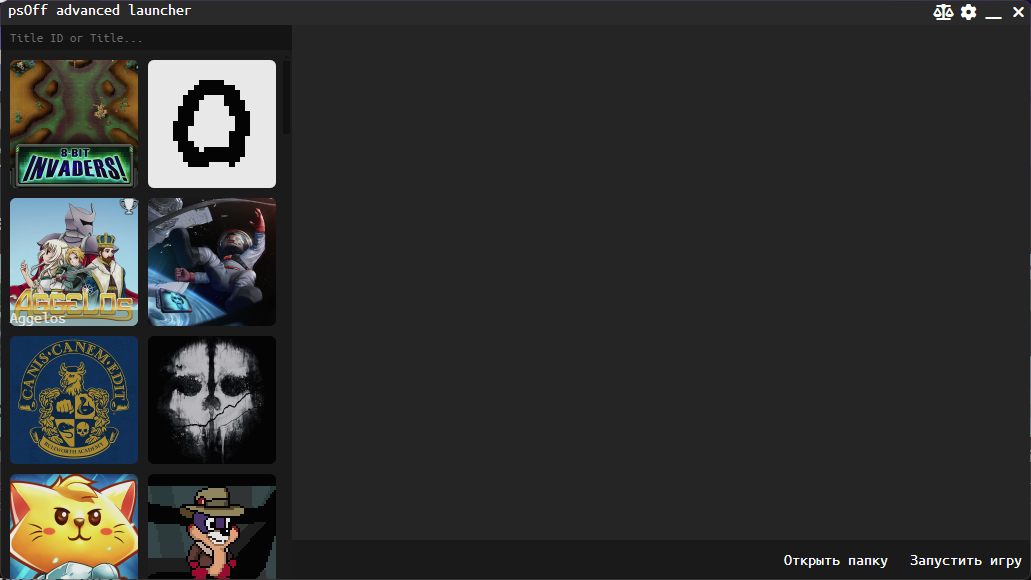 psOff advanced launcher
Title ID or Title...
8-BIT
INVADERS!
AGGELOS
Aggelos
CANIS·CANEM·EDIT
BULLWORTH ACADEMY
Открыть папку
Запустить игру